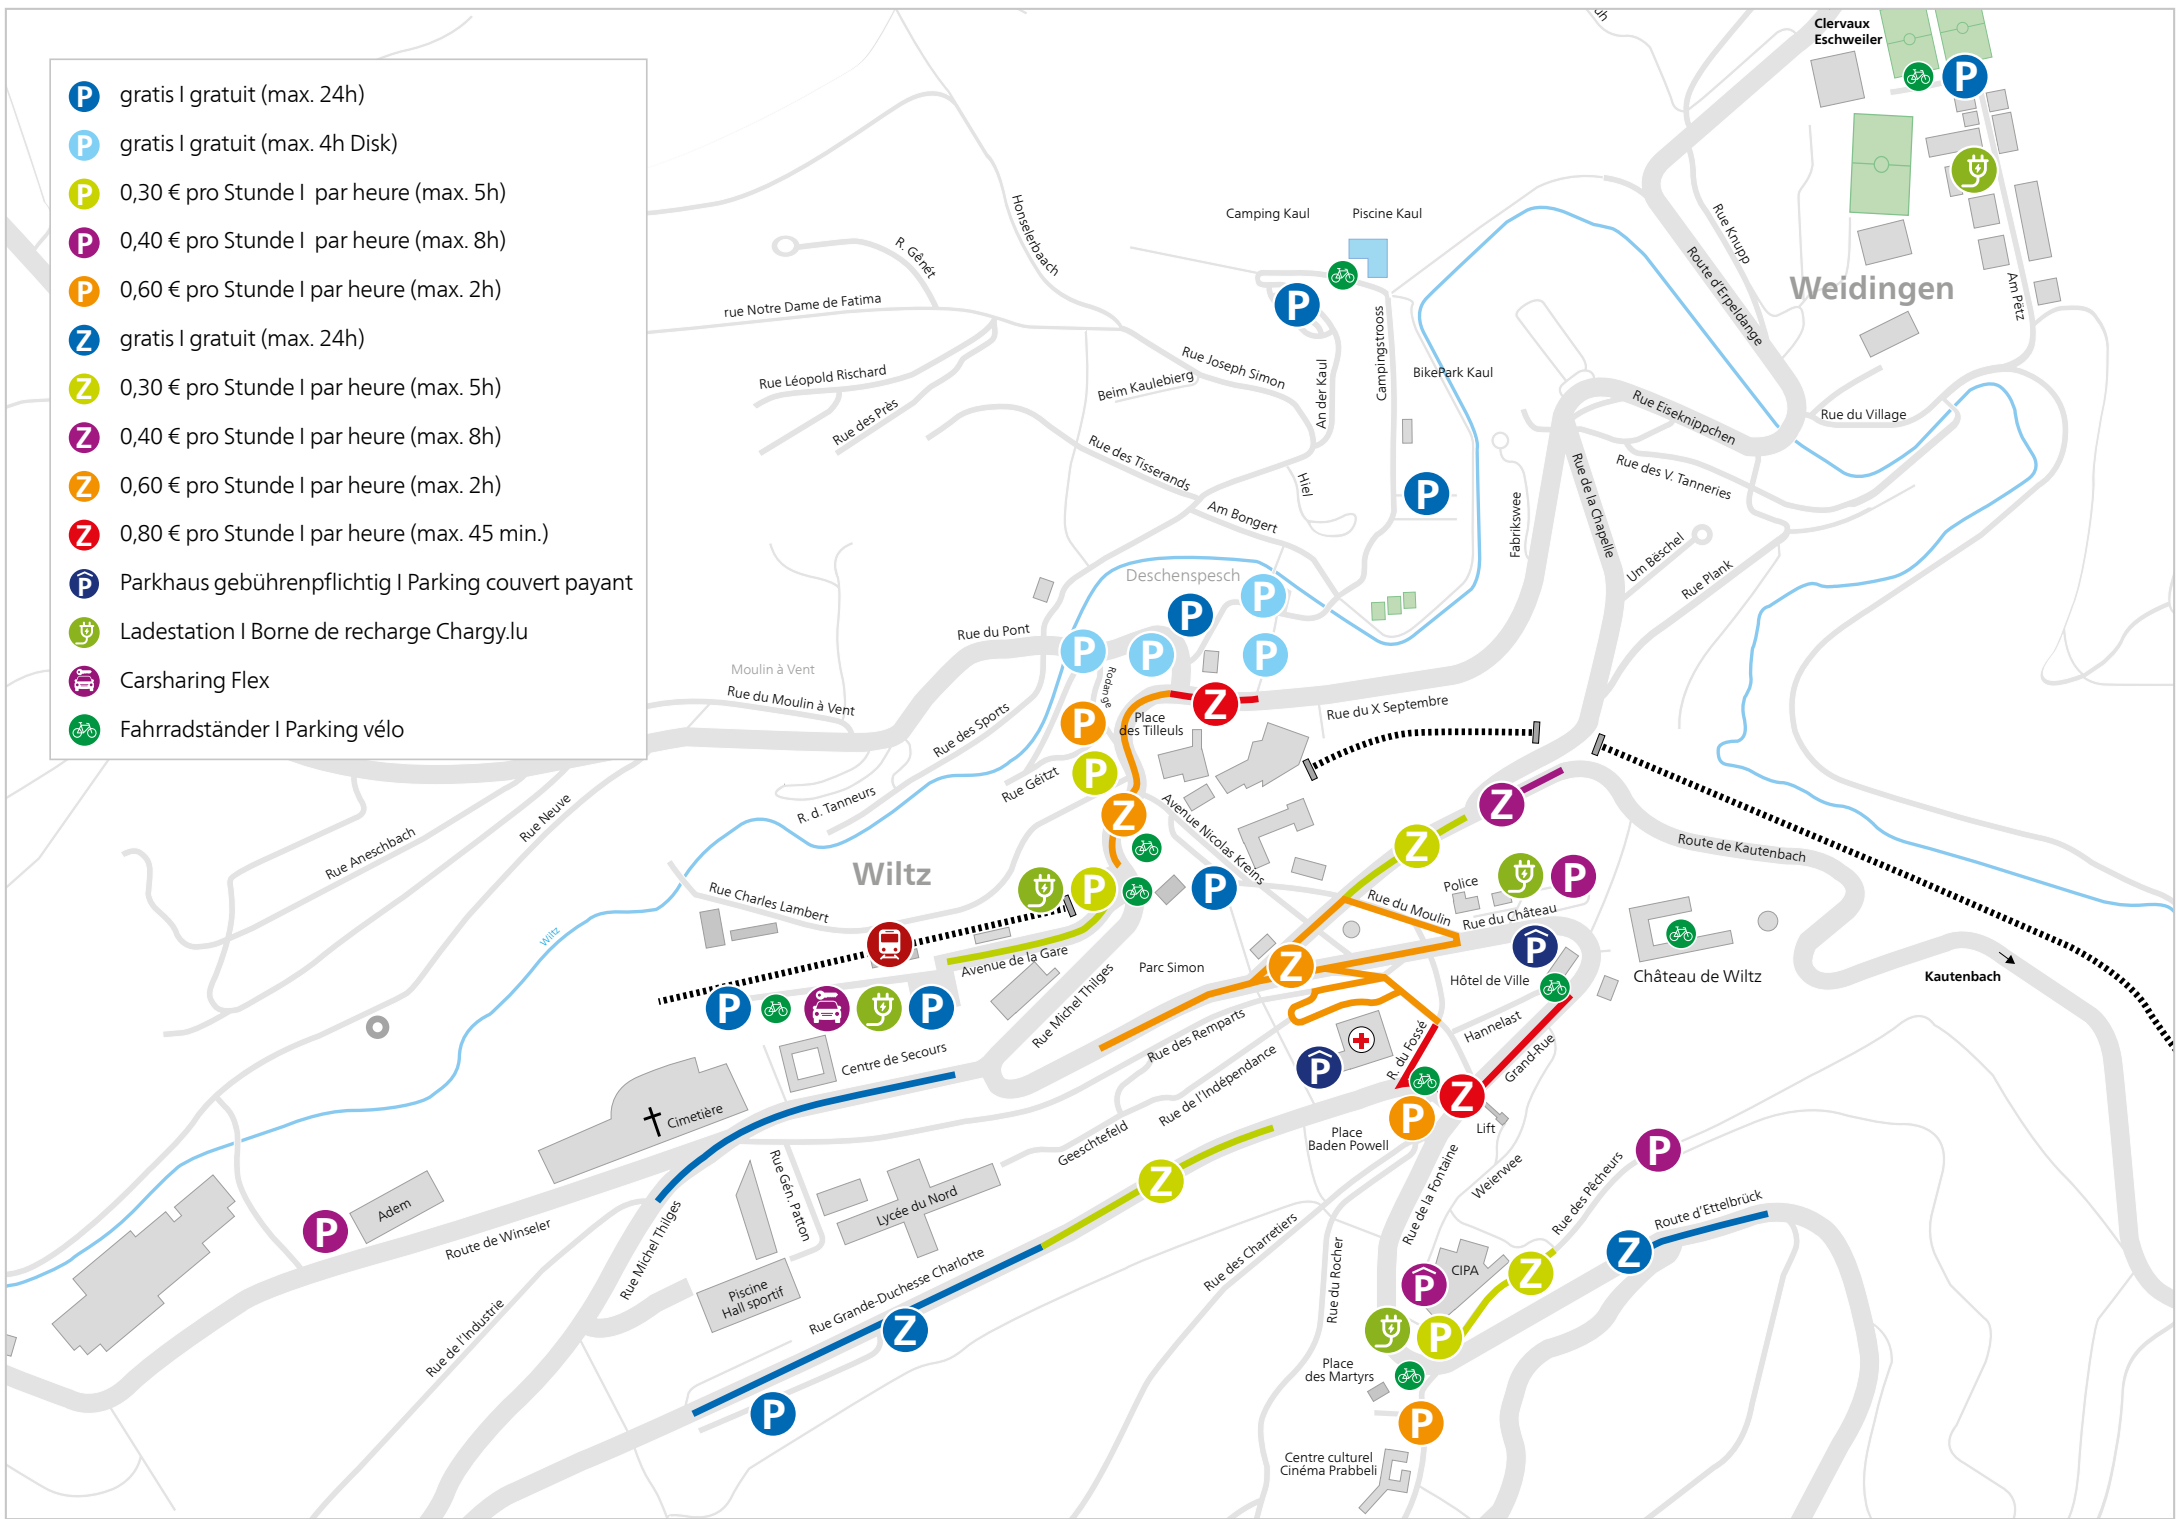 P gratis I gratuit (max. 24h)
P gratis I gratuit (max. 4h Disk)
P 0,30 € pro Stunde I par heure (max. 5h)
P 0,40 € pro Stunde I par heure (max. 8h)
P 0,60 € pro Stunde I par heure (max. 2h)
Z gratis I gratuit (max. 24h)
Z 0,30 € pro Stunde I par heure (max. 5h)
Z 0,40 € pro Stunde I par heure (max. 8h)
Z 0,60 € pro Stunde I par heure (max. 2h)
Z 0,80 € pro Stunde I par heure (max. 45 min.)
P Parkhaus gebührenpflichtig I Parking couvert payant
Ladestation I Borne de recharge Chargy.lu
Carsharing Flex
Fahrradständer I Parking vélo
Clervaux
Eschweiler
P
Camping Kaul
Piscine Kaul
Honselerbaach
R. Gênét
rue Notre Dame de Fatima
Rue Knupp
Route d'Erpeldange
Weidingen
Am Pëtz
P
Rue Joseph Simon
Rue Léopold Rischard
Beim Kaulebierg
An der Kaul
Campingstrooss
BikePark Kaul
Rue des Près
Rue Eiseknippchen
Rue du Village
Rue des Tisserands
Rue des V. Tanneries
Hiel
P
Am Bongert
Fabrikswee
Rue de la Chapelle
Um Bëschel
Rue Plank
Deschenspesch
P
P
Rue du Pont
P
P
P
Moulin à Vent
Rue du Moulin à Vent
Rodange
Rue des Sports
P
Place
des Tilleuls
Z
Rue du X Septembre
Rue Géitzt
P
R. d. Tanneurs
Z
Avenue Nicolas Kreins
Z
Rue Neuve
Rue Aneschbach
Z
Route de Kautenbach
Wiltz
Rue Charles Lambert
P
P
Police
P
Rue du Moulin
Rue du Château
Wiltz
Avenue de la Gare
Parc Simon
Z
P
Hôtel de Ville
Château de Wiltz
Kautenbach
P
P
Rue Michel Thilges
Rue des Remparts
Hannelast
Grand-Rue
R. du Fossé
Centre de Secours
Rue de l'Indépendance
P
Z
P
Cimetière
Lift
Place
Baden Powell
Geeschtefeld
Rue Gén. Patton
Z
P
Weierwee
Rue de la Fontaine
Rue des Pêcheurs
Route d'Ettelbrück
Z
P
Adem
Route de Winseler
Lycée du Nord
Rue Michel Thilges
Rue des Charretiers
Rue du Rocher
CIPA
Z
P
Piscine
Hall sportif
Rue Grande-Duchesse Charlotte
Z
P
Rue de l'Industrie
Place
des Martyrs
P
P
Centre culturel
Cinéma Prabbeli